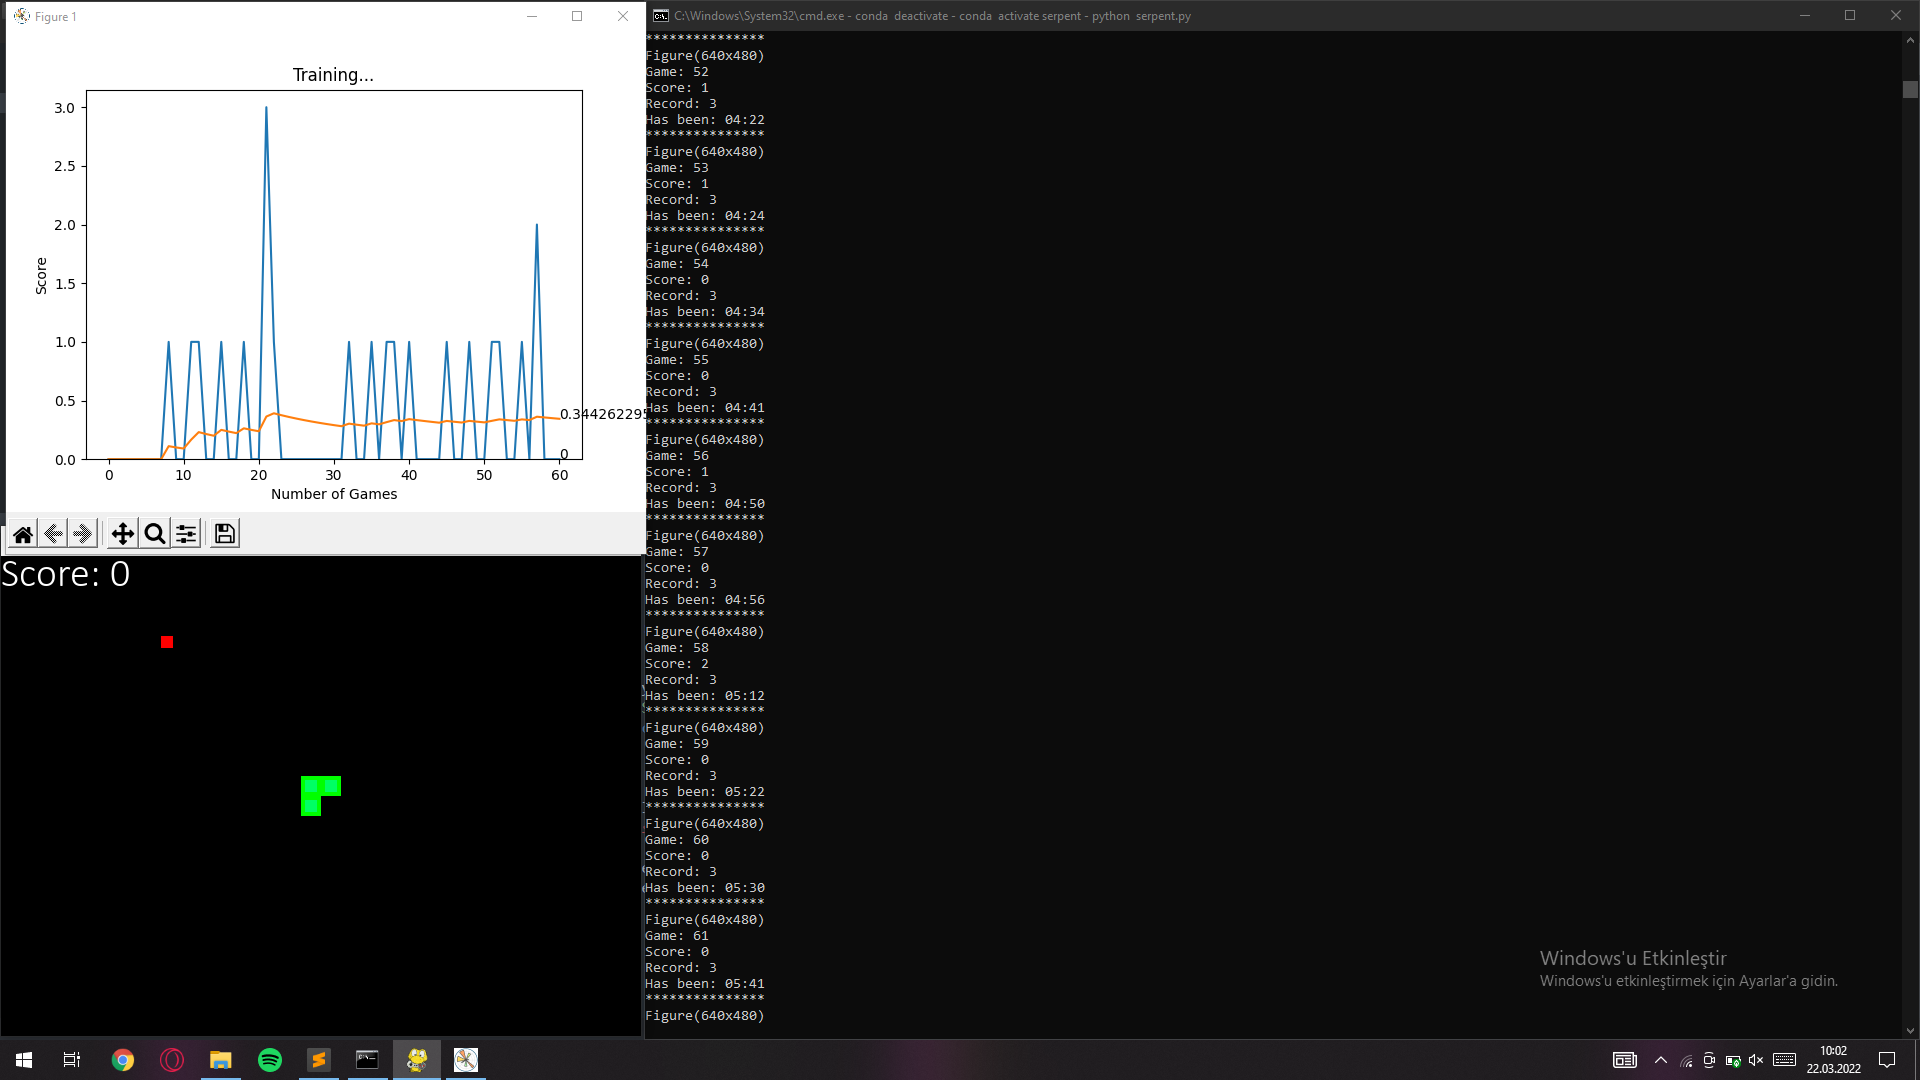 Figure 1
Training...
3.0
2.5
2.0
1.5
1.0
0.5
0.0
Score
0.344262295
0
0 10 20 30 40 50 60
Number of Games
Score: 0
C:\Windows\System32\cmd.exe - conda deactivate - conda activate serpent - python serpent.py
***************
Figure(640x480)
Game: 52
Score: 1
Record: 3
Has been: 04:22
***************
Figure(640x480)
Game: 53
Score: 1
Record: 3
Has been: 04:24
***************
Figure(640x480)
Game: 54
Score: 0
Record: 3
Has been: 04:34
***************
Figure(640x480)
Game: 55
Score: 0
Record: 3
Has been: 04:41
***************
Figure(640x480)
Game: 56
Score: 1
Record: 3
Has been: 04:50
***************
Figure(640x480)
Game: 57
Score: 0
Record: 3
Has been: 04:56
***************
Figure(640x480)
Game: 58
Score: 2
Record: 3
Has been: 05:12
***************
Figure(640x480)
Game: 59
Score: 0
Record: 3
Has been: 05:22
***************
Figure(640x480)
Game: 60
Score: 0
Record: 3
Has been: 05:30
***************
Figure(640x480)
Game: 61
Score: 0
Record: 3
Has been: 05:41
***************
Figure(640x480)
Windows'u Etkinleştir
Windows'u etkinleştirmek için Ayarlar'a gidin.
10:02
22.03.2022